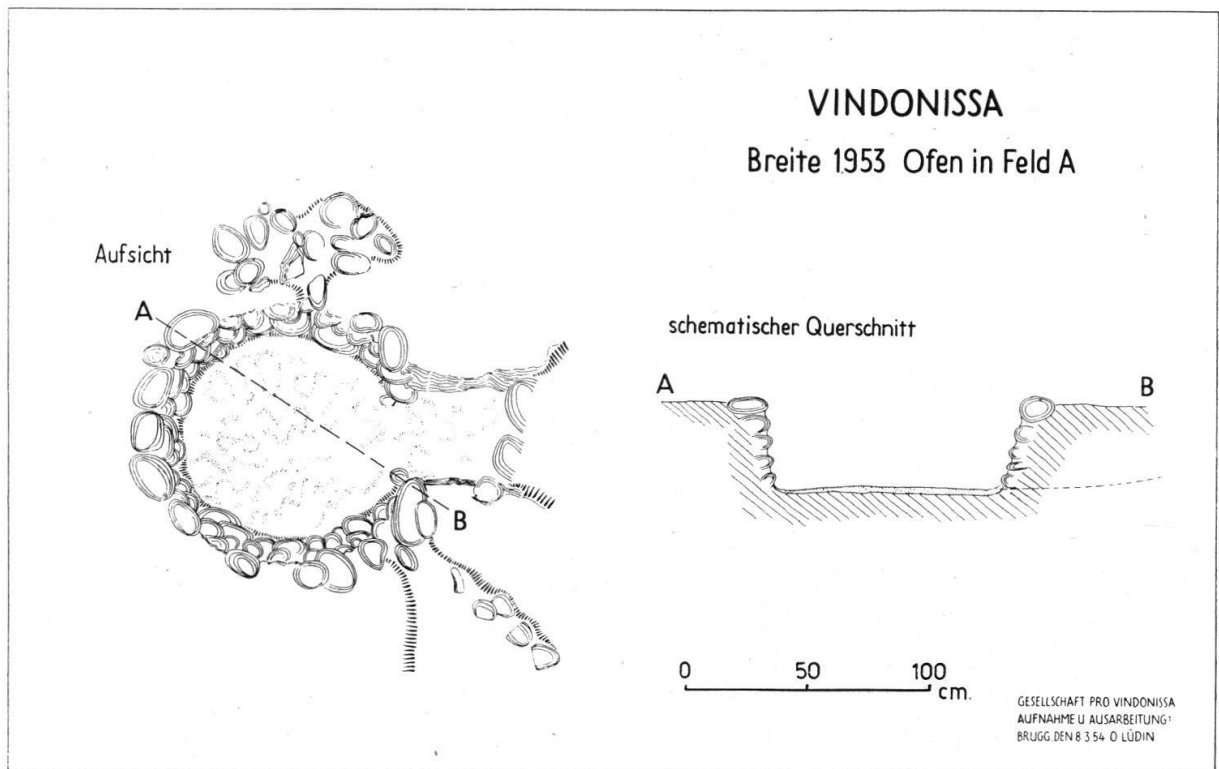 VINDONISSA
Breite 1953 Ofen in Feld A
Aufsicht
A
B
schematischer Querschnitt
A
B
0 50 100
cm.
GESELLSCHAFT PRO VINDONISSA
AUFNAHME U AUSARBEITUNG:
BRUGG.DEN 8 3 54 O LÜDIN